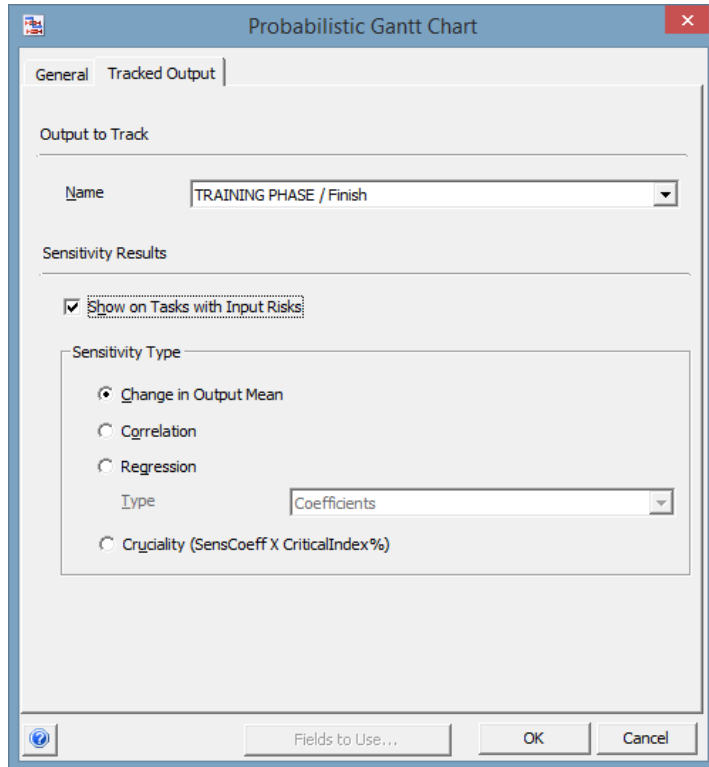 Probabilistic Gantt Chart
General Tracked Output
Output to Track
Name TRAINING PHASE / Finish
Sensitivity Results
Show on Tasks with Input Risks
Sensitivity Type
Change in Output Mean
Correlation
Regression
Type Coefficients
Cruciality (SensCoeff X CriticalIndex%)
Fields to Use... OK Cancel